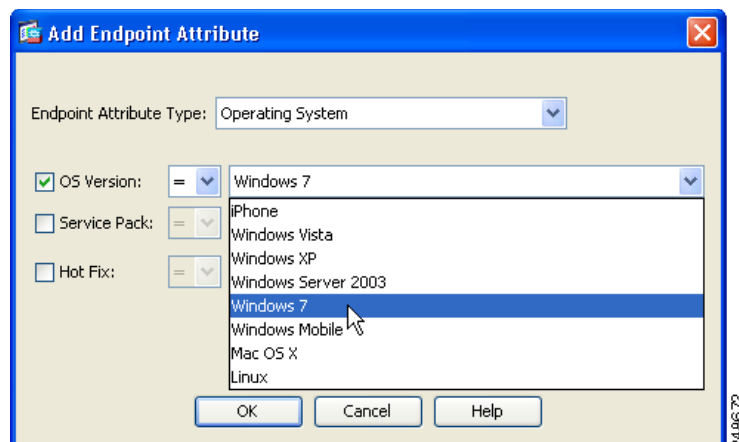 Add Endpoint Attribute
Endpoint Attribute Type: Operating System
OS Version: = Windows 7
iPhone
Service Pack: =
Windows Vista
Windows XP
Hot Fix: =
Windows Server 2003
Windows 7
Windows Mobile
Mac OS X
Linux
OK Cancel Help